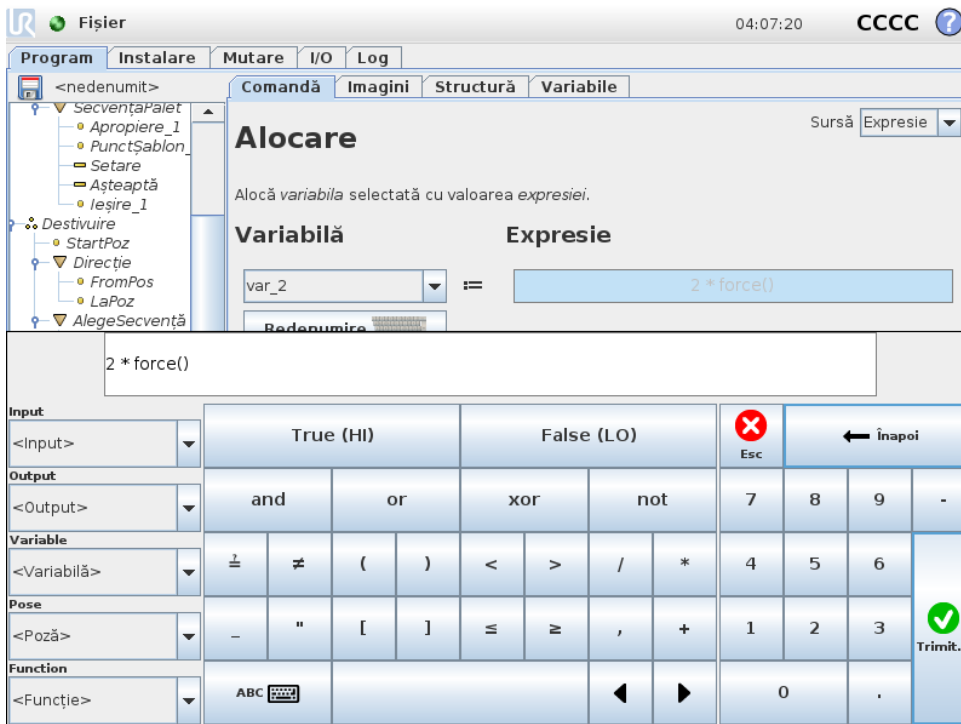 UR Fișier 04:07:20 CCCC ?
Program Instalare Mutare I/O Log
<nedenumit> Comandă Imagini Structură Variabile
SecvențaPalet
Apropiere_1
PunctȘablon_
Setare
Așteaptă
Ieșire_1
Destivuire
StartPoz
Direcție
FromPos
LaPoz
AlegeSecvență
Sursă Expresie
Alocare
Alocă variabila selectată cu valoarea expresiei.
Variabilă Expresie
var_2 := 2 * force()
Redenumire
2 * force()
Input
<Input> True (HI) False (LO) Esc Înapoi
Output
<Output> and or xor not 7 8 9 -
Variable
<Variabilă> ≟ ≠ ( ) < > / * 4 5 6
Pose
<Poză> _ " [ ] ≤ ≥ , + 1 2 3 Trimit.
Function
<Funcție> ABC 0 .